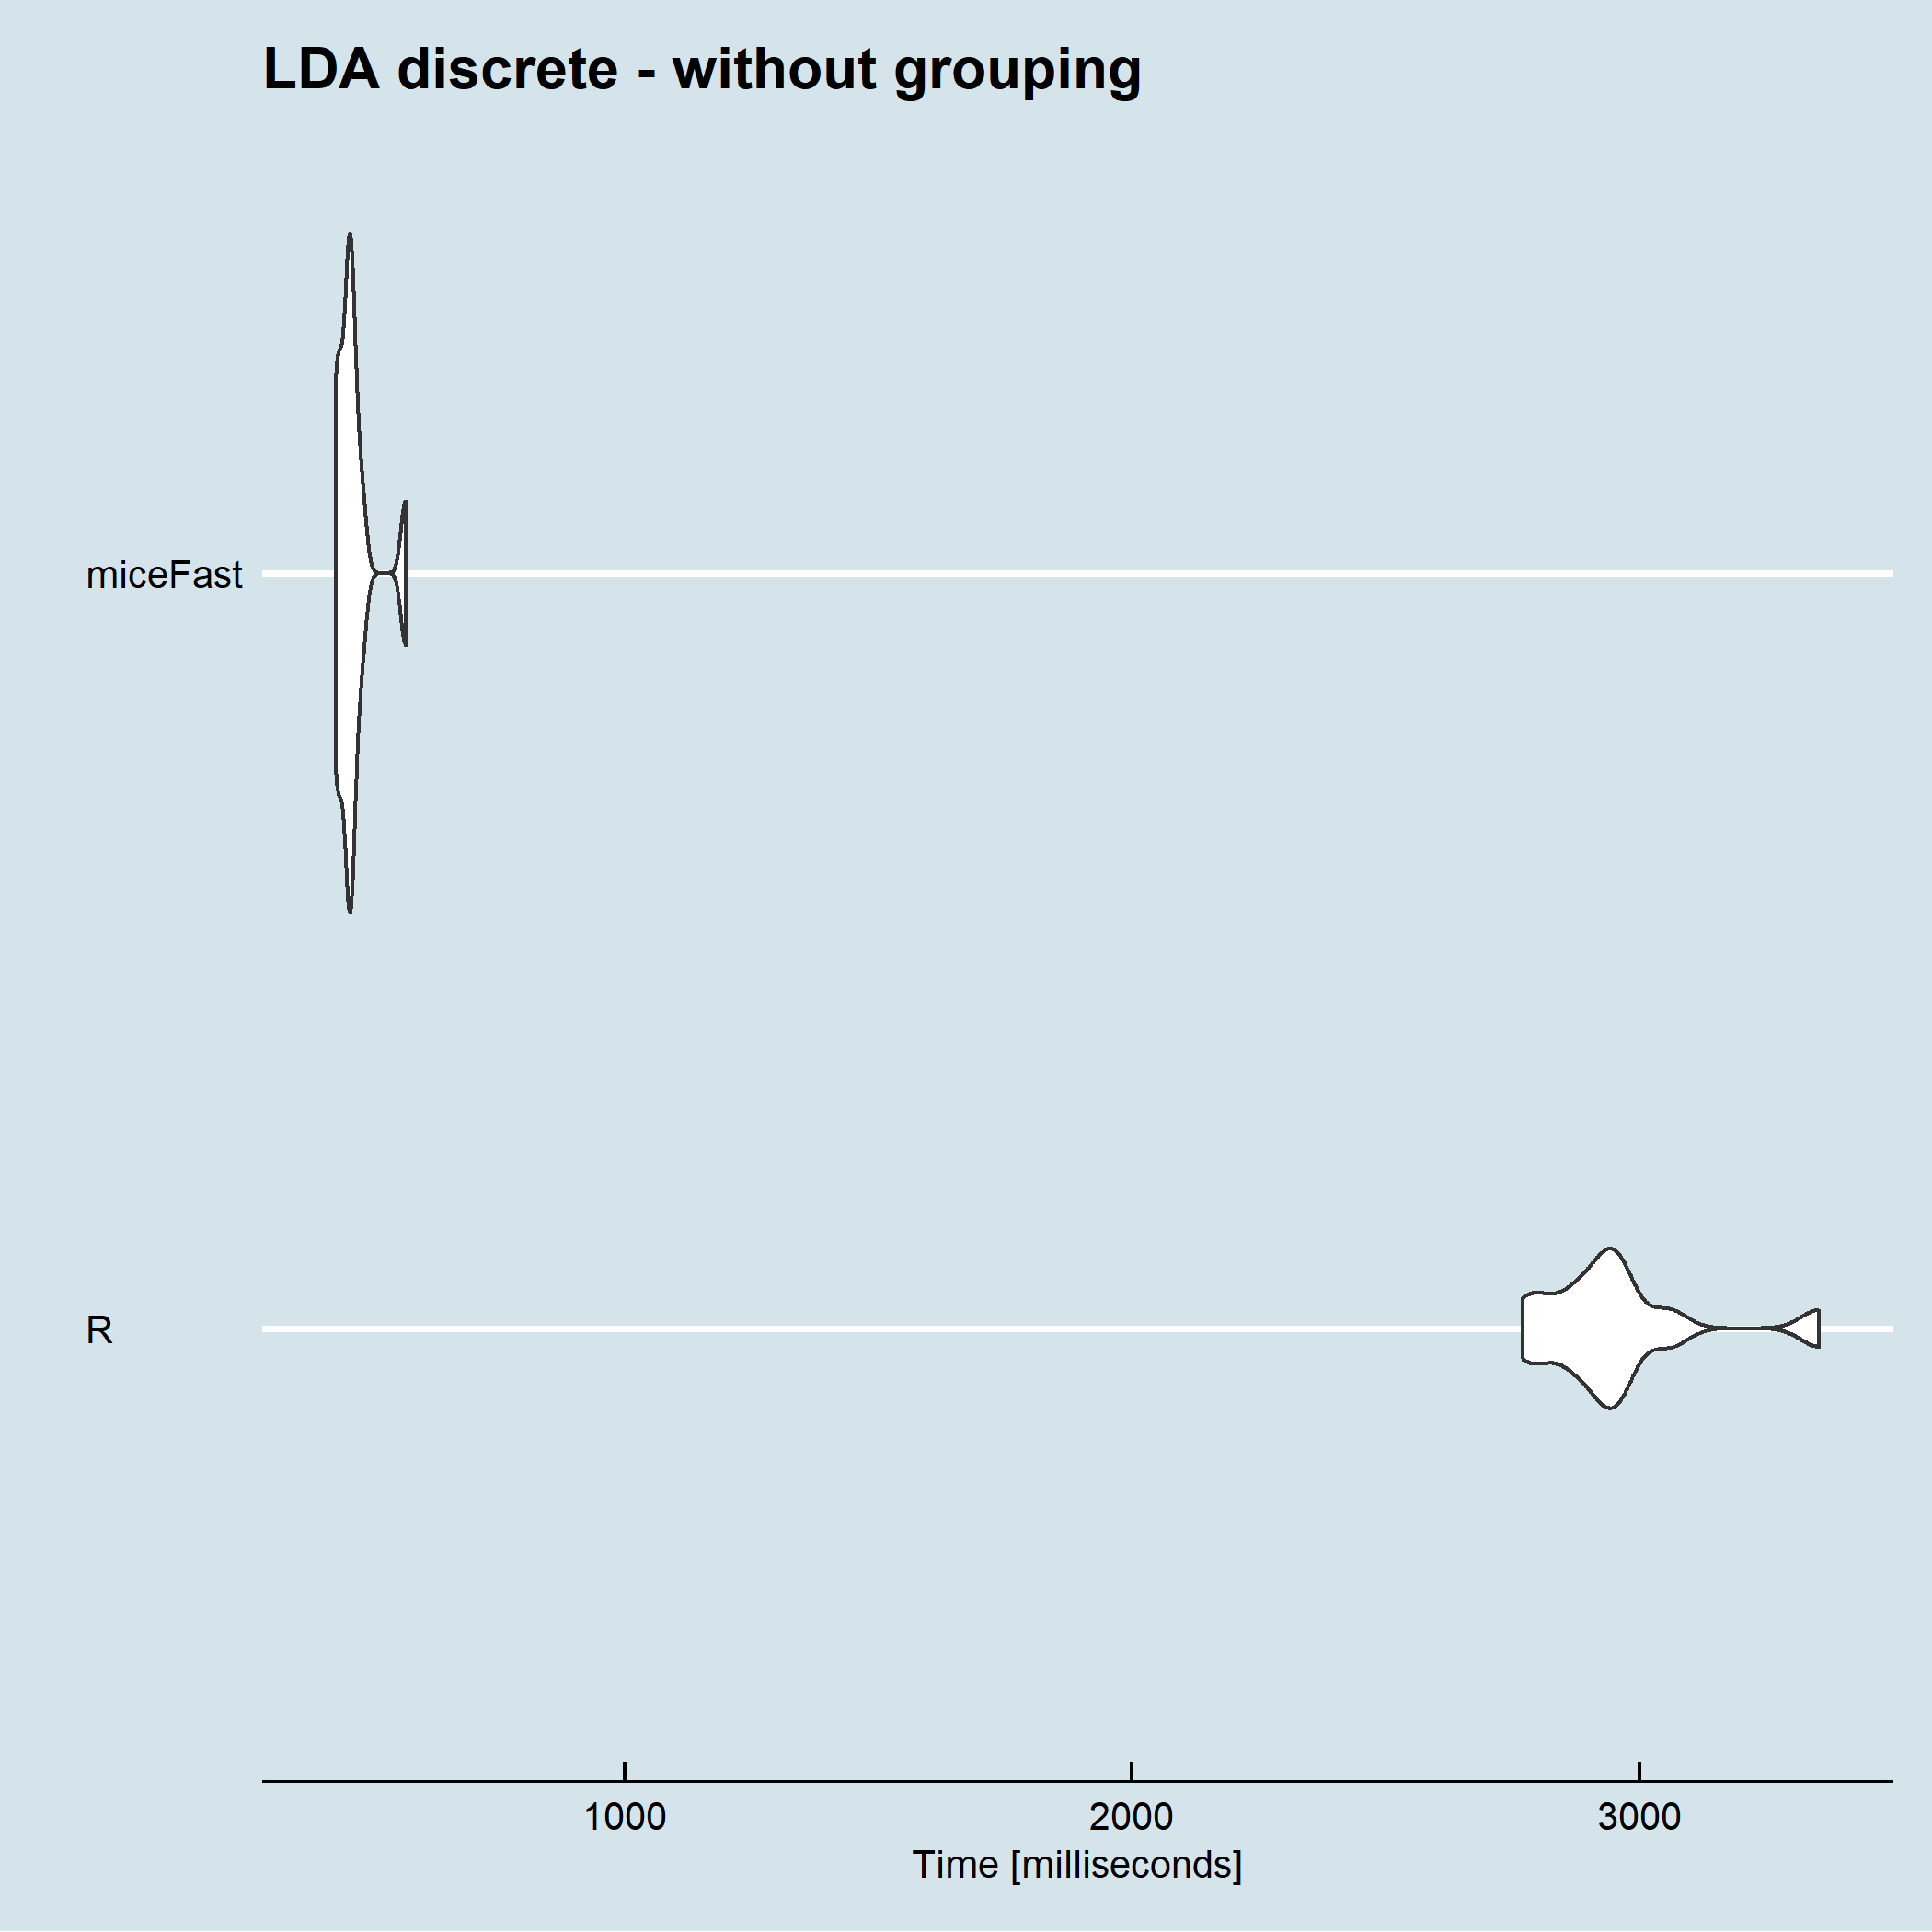 LDA discrete - without grouping
miceFast
R
1000 2000 3000
Time [milliseconds]